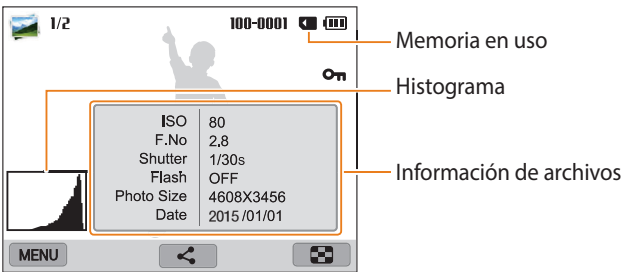 1/2
100-0001
Memoria en uso
Histograma
ISO 80
F.No 2.8
Shutter 1/30s
Flash OFF
Photo Size 4608X3456
Date 2015/01/01
Información de archivos
MENU